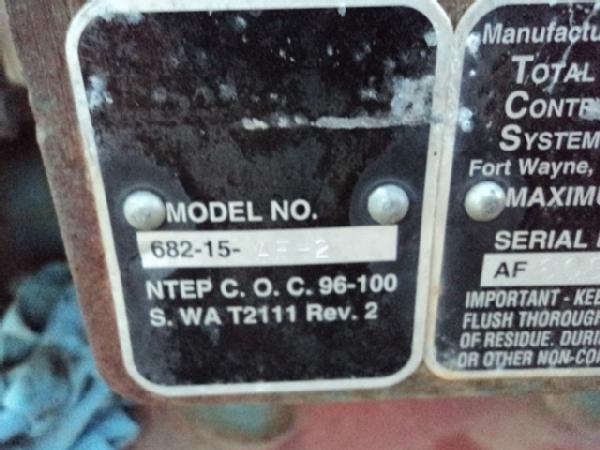 MODEL NO.
682-15-
NTEP C. O. C. 96-100
S. WA T2111 Rev. 2
Manufactu
TOTAL
CONTR
SYSTEM
Fort Wayne,
MAXIMU
SERIAL
AF
IMPORTANT - KEE
FLUSH THOROUG
OF RESIDUE. DURI
OR OTHER NON-CO